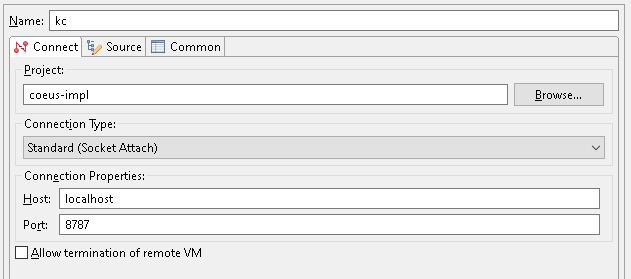 Name: kc
Connect Source Common
Project:
coeus-impl Browse...
Connection Type:
Standard (Socket Attach)
Connection Properties:
Host: localhost
Port: 8787
Allow termination of remote VM